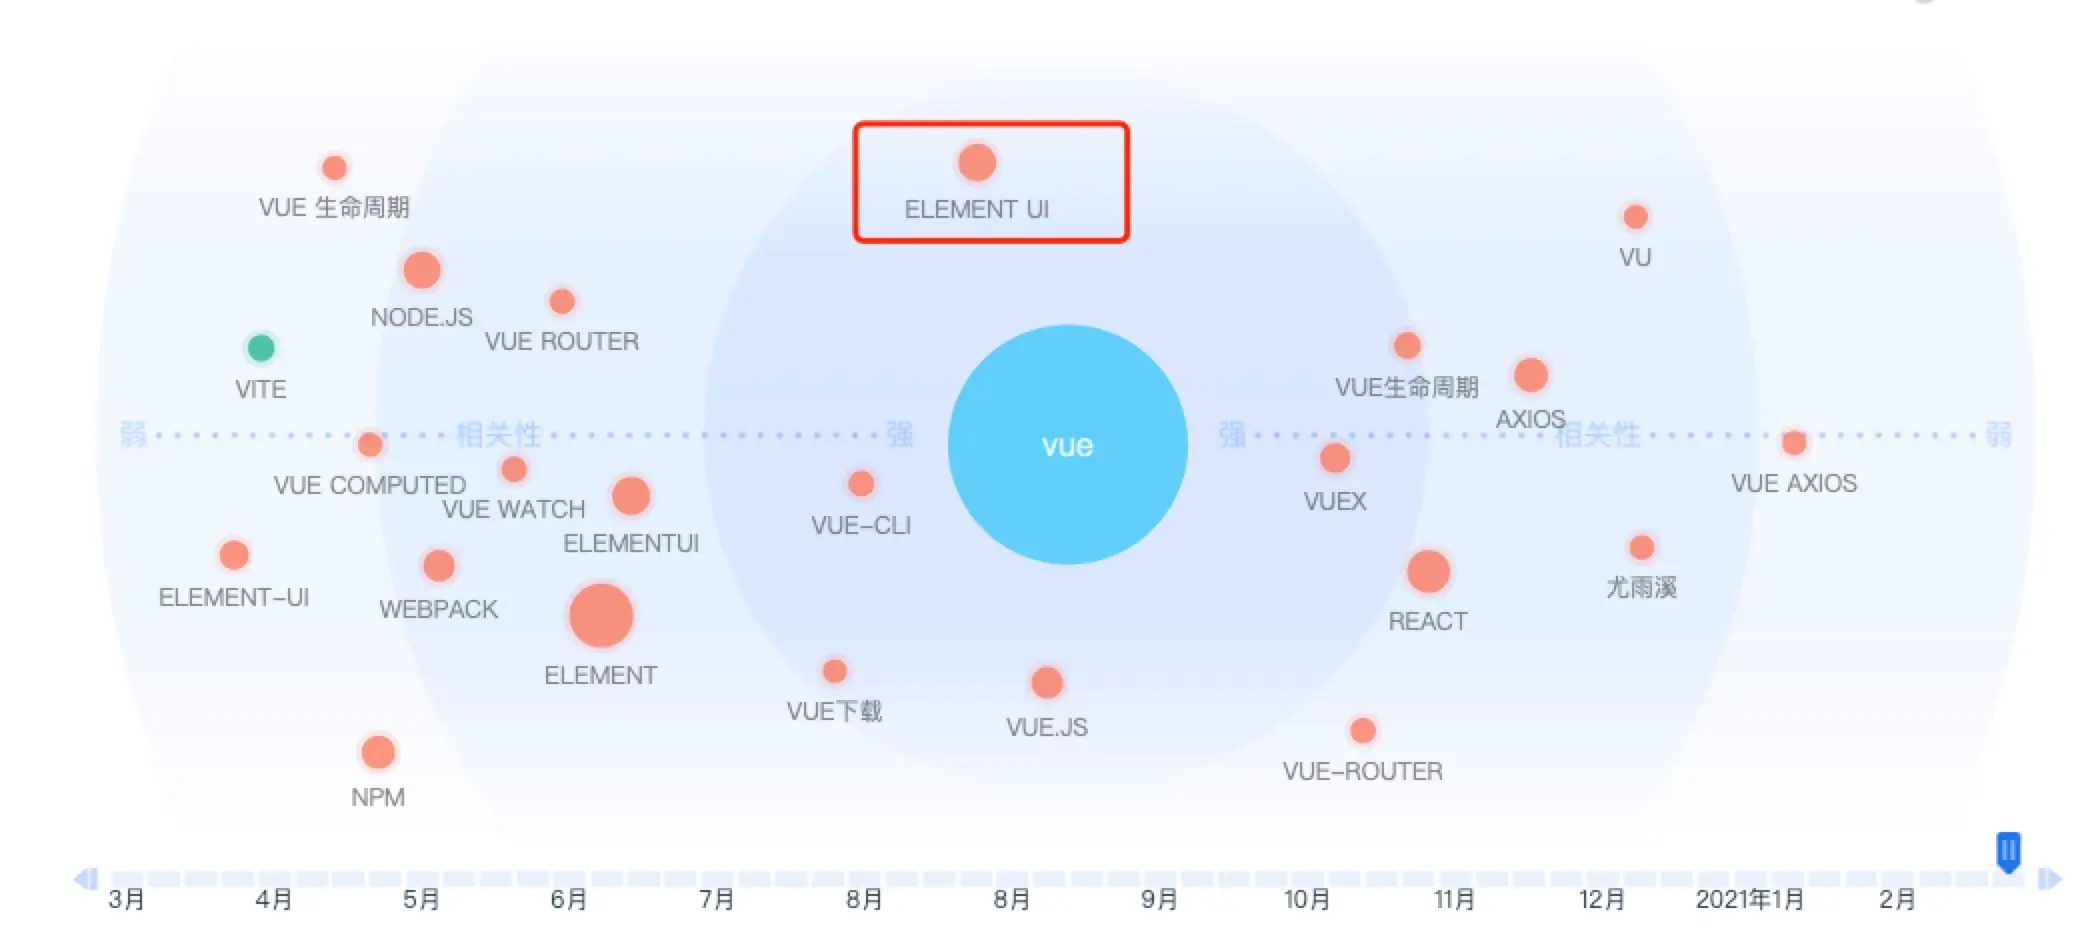 ELEMENT UI
VUE 生命周期
VU
NODE.JS
VUE ROUTER
VITE
VUE生命周期
AXIOS
弱
相关性
强
vue
强
相关性
弱
VUE COMPUTED
VUE WATCH
VUE AXIOS
VUEX
VUE-CLI
ELEMENTUI
ELEMENT-UI
WEBPACK
尤雨溪
REACT
ELEMENT
VUE下载
VUE.JS
VUE-ROUTER
NPM
3月 4月 5月 6月 7月 8月 8月 9月 10月 11月 12月 2021年1月 2月